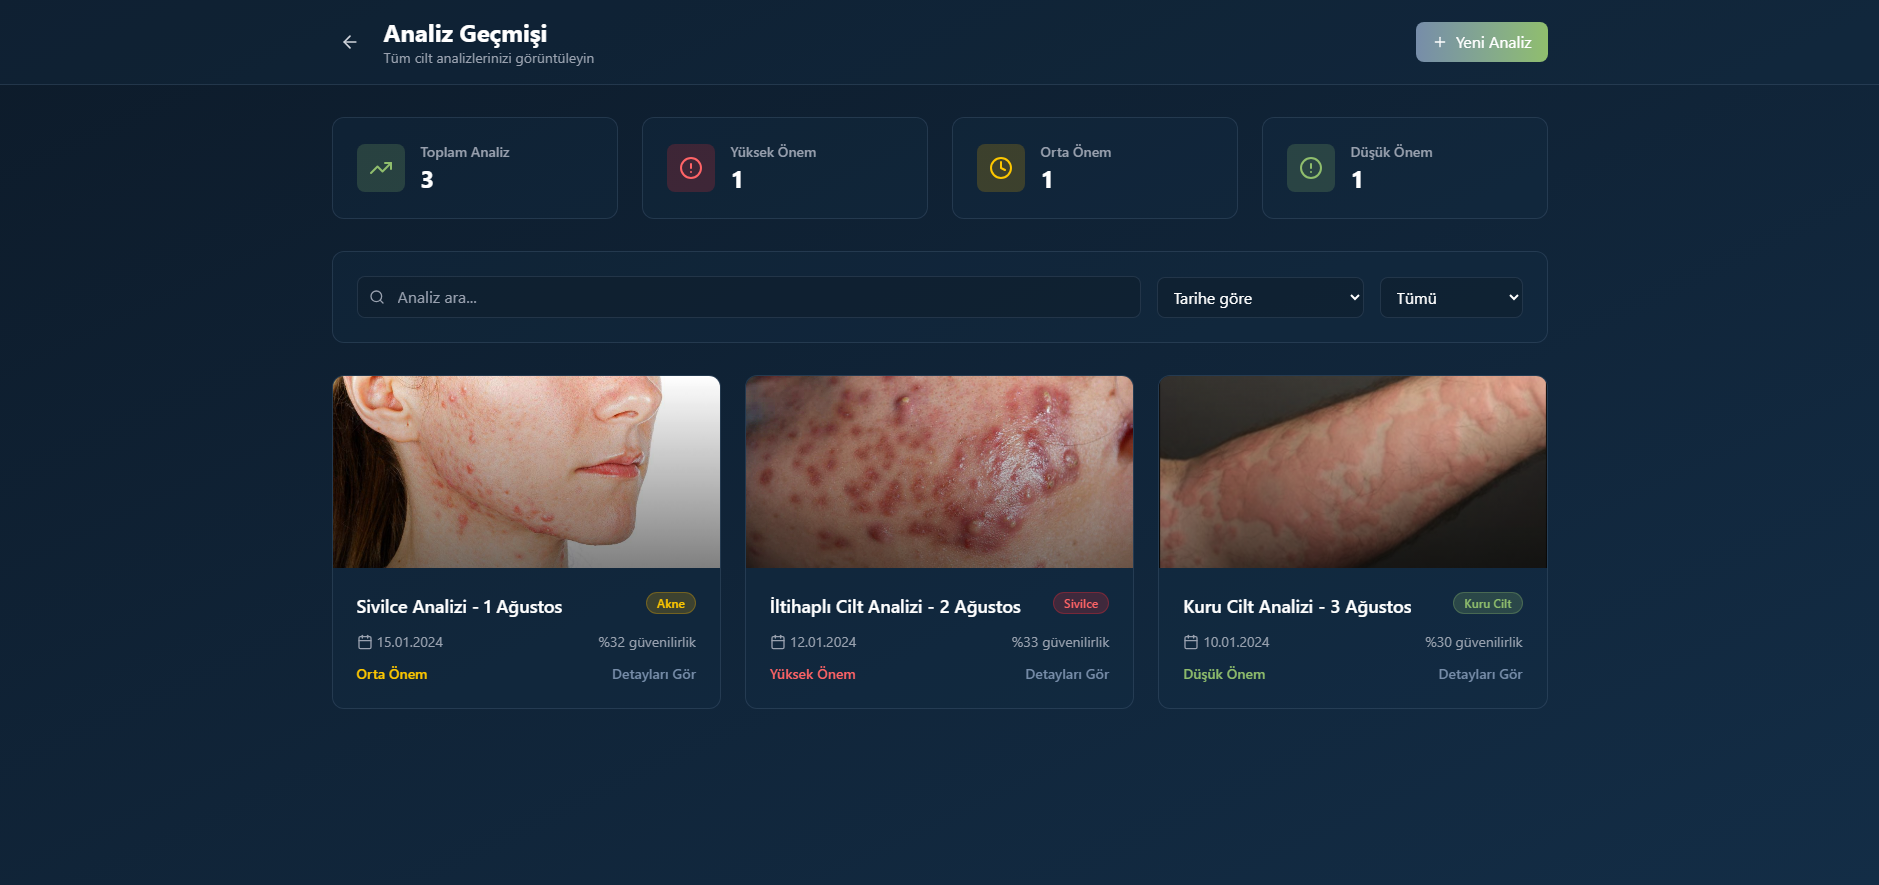 Analiz Geçmişi
Tüm cilt analizlerinizi görüntüleyin
+ Yeni Analiz
Toplam Analiz
3
Yüksek Önem
1
Orta Önem
1
Düşük Önem
1
Analiz ara...
Tarihe göre
Tümü
Sivilce Analizi - 1 Ağustos
Akne
15.01.2024
%32 güvenilirlik
Orta Önem
Detayları Gör
İltihaplı Cilt Analizi - 2 Ağustos
Sivilce
12.01.2024
%33 güvenilirlik
Yüksek Önem
Detayları Gör
Kuru Cilt Analizi - 3 Ağustos
Kuru Cilt
10.01.2024
%30 güvenilirlik
Düşük Önem
Detayları Gör